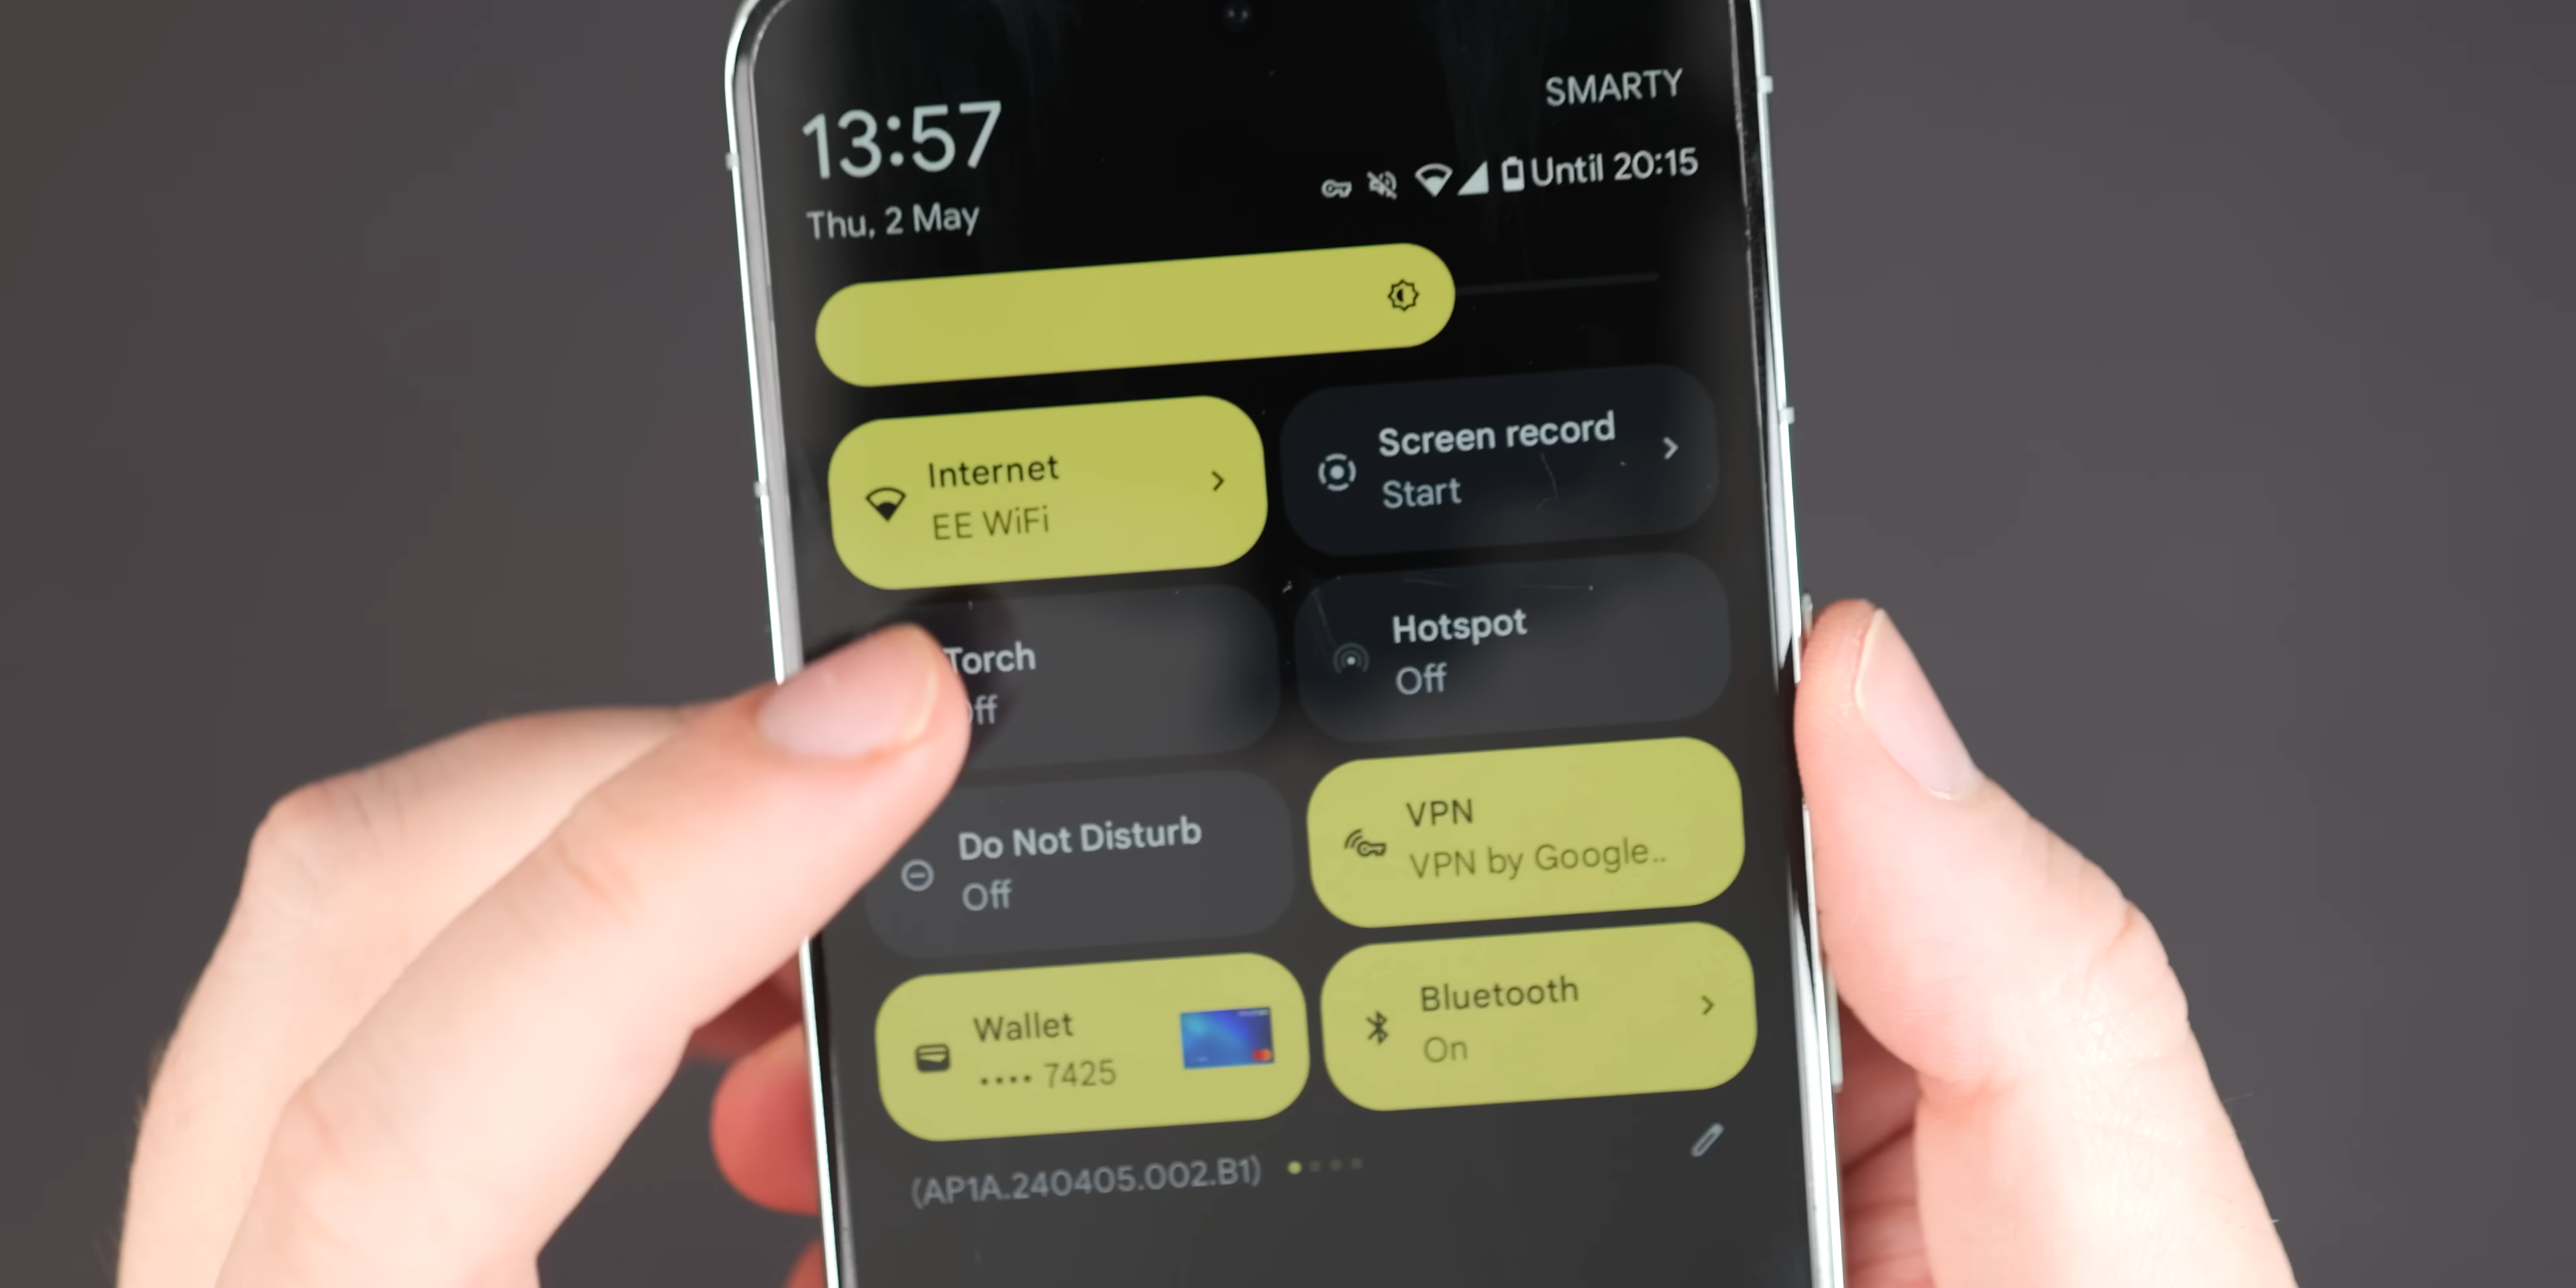 SMARTY
13:57
Until 20:15
Thu, 2 May
Internet
EE WiFi
Screen record
Start
Torch
Off
Hotspot
Off
Do Not Disturb
Off
VPN
VPN by Google..
Wallet
•••• 7425
Bluetooth
On
(AP1A.240405.002.B1)